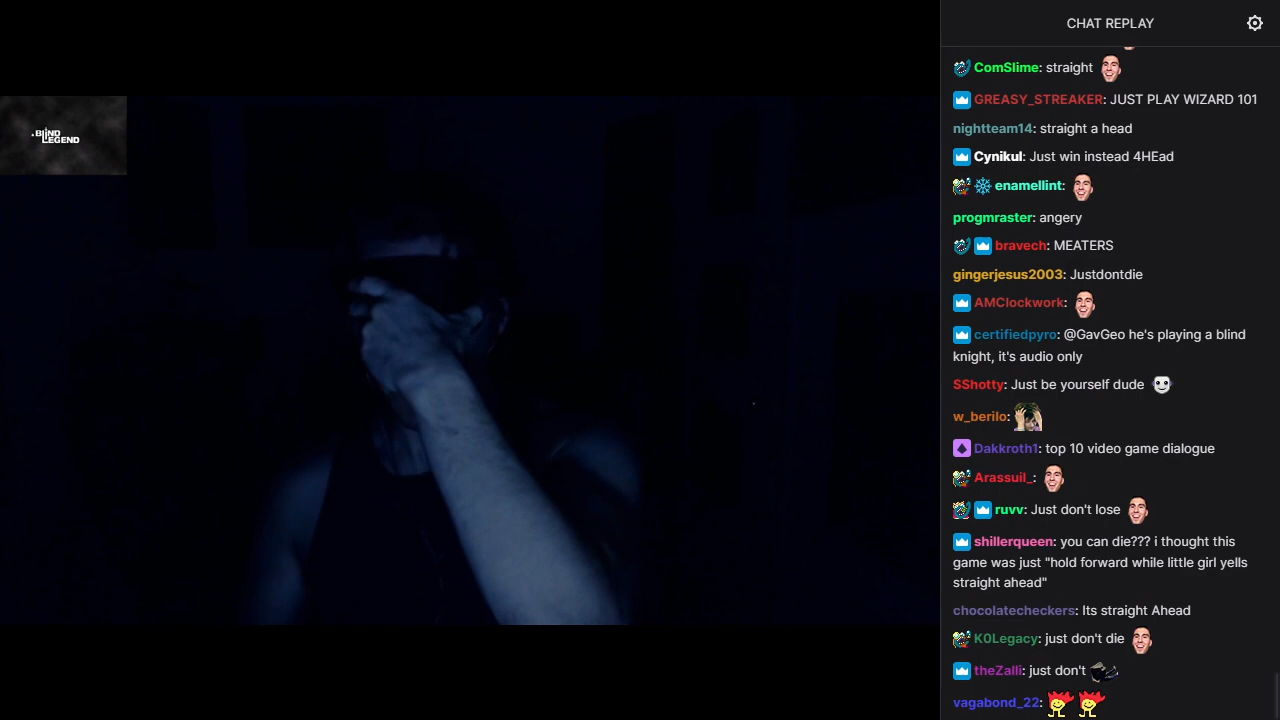 A BLIND
LEGEND
CHAT REPLAY
ComSlime: straight
GREASY_STREAKER: JUST PLAY WIZARD 101
nightteam14: straight a head
Cynikul: Just win instead 4HEad
enamellint:
progmraster: angery
bravech: MEATERS
gingerjesus2003: Justdontdie
AMClockwork:
certifiedpyro: @GavGeo he's playing a blind
knight, it's audio only
SShotty: Just be yourself dude
w_berilo:
Dakkroth1: top 10 video game dialogue
Arassuil_:
ruvv: Just don't lose
shillerqueen: you can die??? i thought this
game was just "hold forward while little girl yells
straight ahead"
chocolatecheckers: Its straight Ahead
K0Legacy: just don't die
theZalli: just don't
vagabond_22: